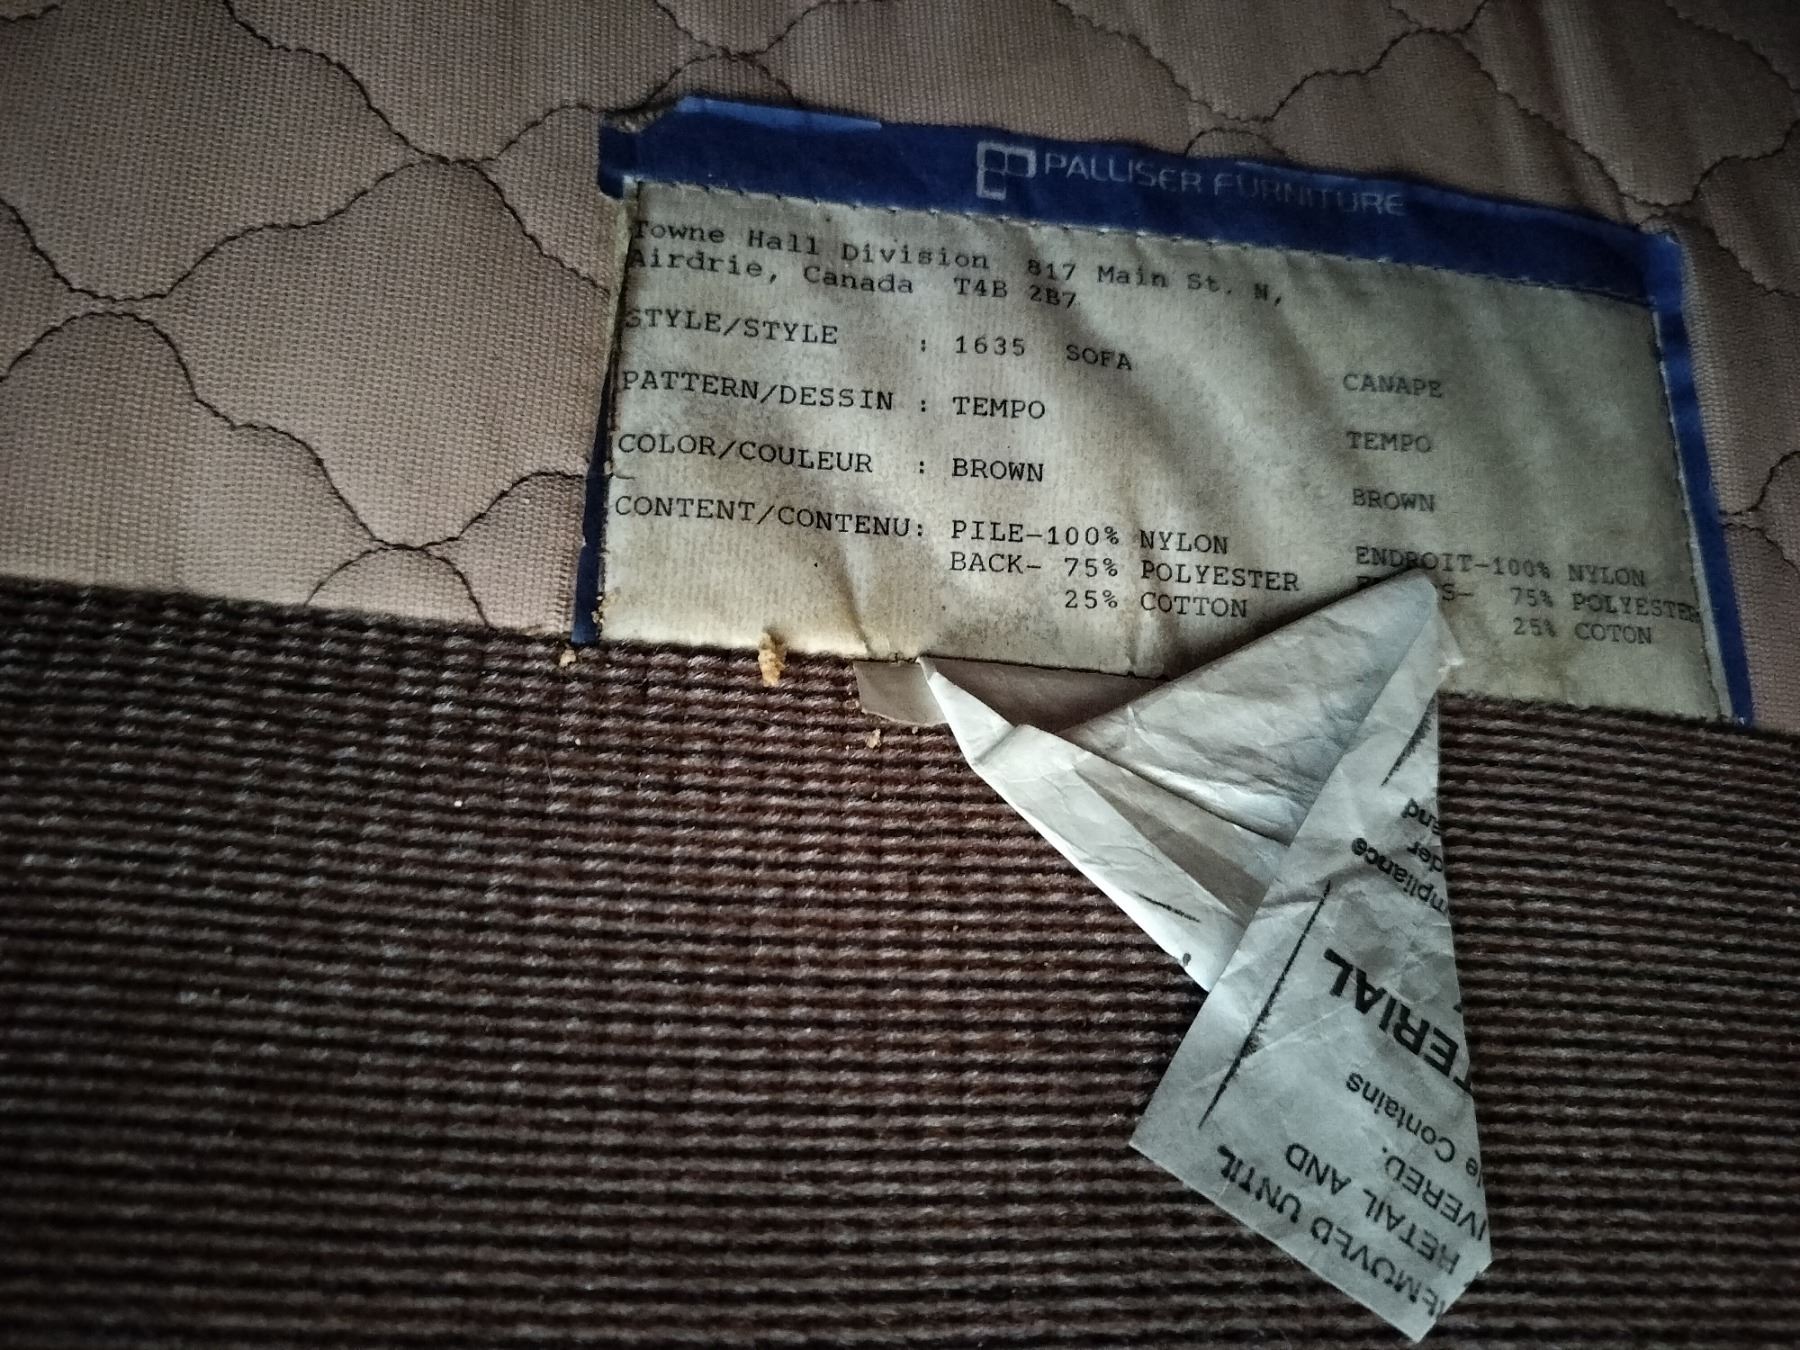 PALLISER FURNITURE
Towne Hall Division 817 Main St. N,
Airdrie, Canada T4B 2B7
STYLE/STYLE : 1635 SOFA CANAPE
PATTERN/DESSIN : TEMPO TEMPO
COLOR/COULEUR : BROWN BROWN
CONTENT/CONTENU: PILE-100% NYLON ENDROIT-100% NYLON
BACK- 75% POLYESTER S- 75% POLYESTER
25% COTTON 25% COTON
EMOVED UNTIL
RETAIL AND
IVERED.
e Contains
TERIAL
mpliance
der
end